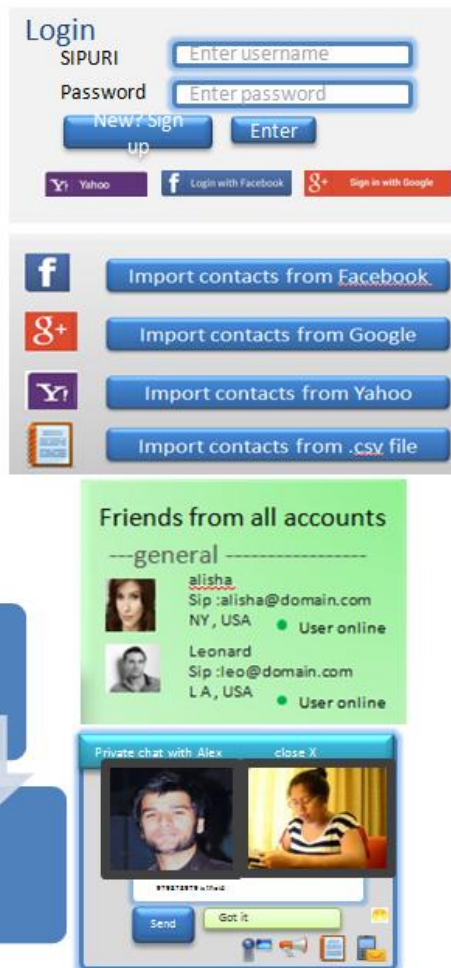 Login
SIPURI
Enter username
Password
Enter password
New? Sign up
Enter
Y! Yahoo
f Login with Facebook
g+ Sign in with Google
f
Import contacts from Facebook
g+
Import contacts from Google
Y!
Import contacts from Yahoo
Import contacts from .csv file
Friends from all accounts
---general -----------------
alisha
Sip :alisha@domain.com
NY , USA
User online
Leonard
Sip :leo@domain.com
L A , USA
User online
Private chat with Alex close X
Send
Got it